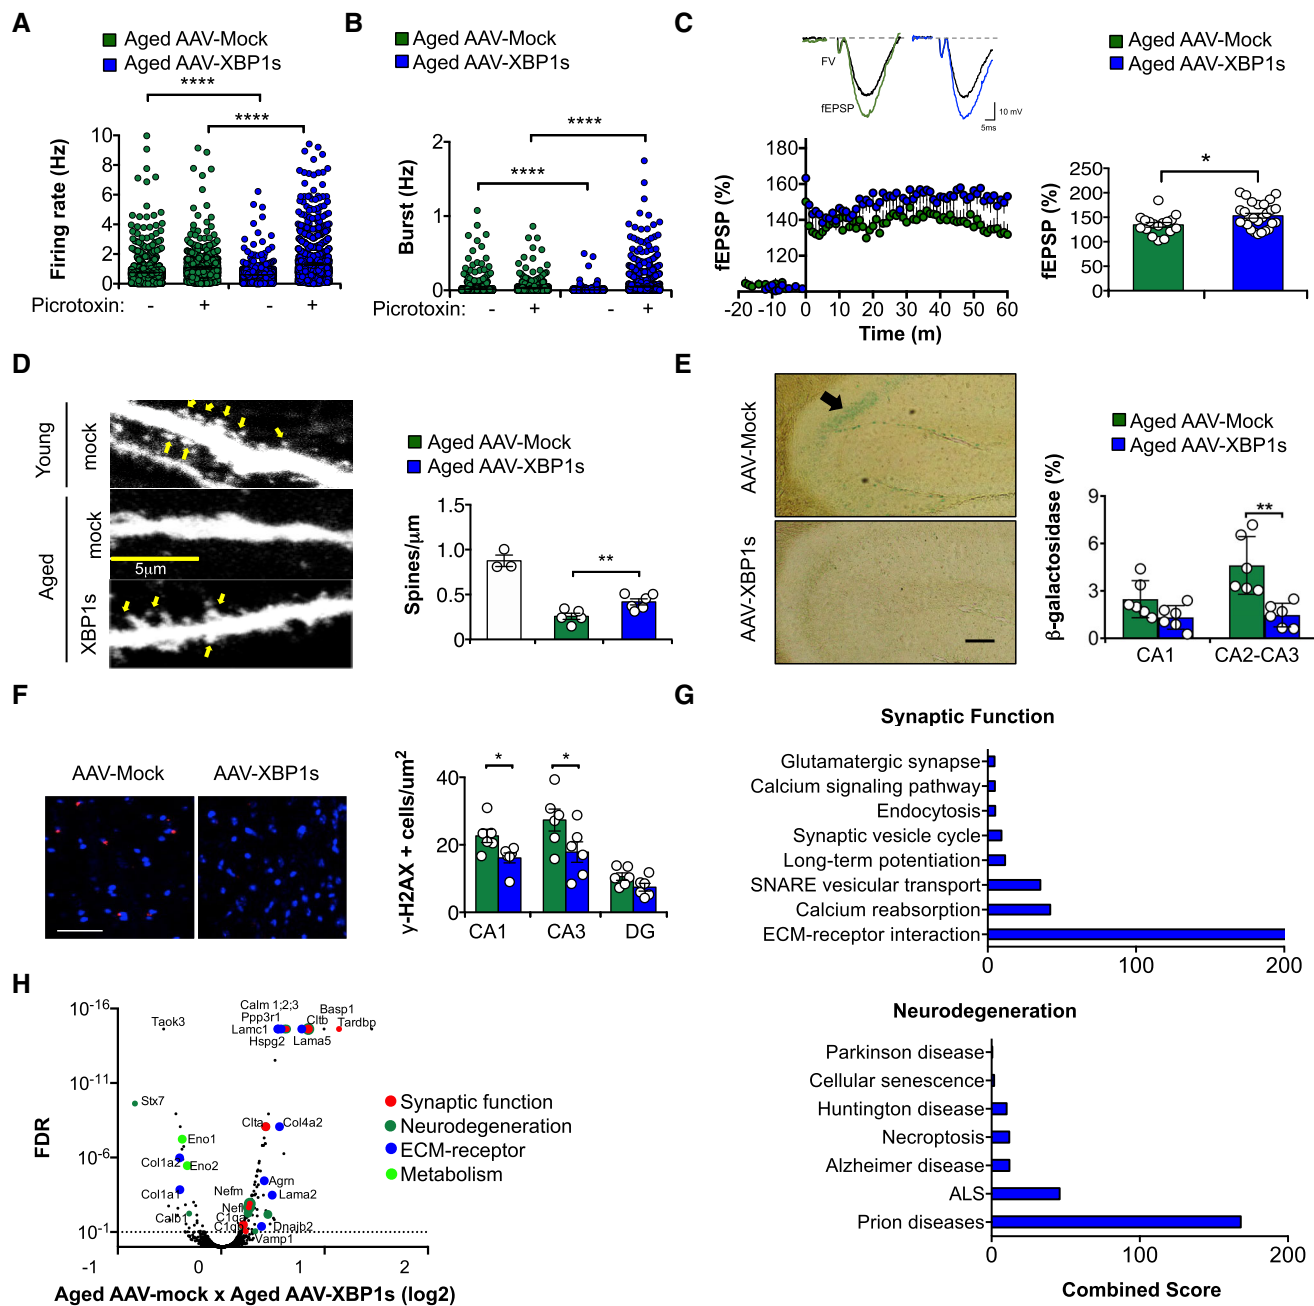 A
Aged AAV-Mock
Aged AAV-XBP1s
****
****
Firing rate (Hz)
10
8
6
4
2
0
Picrotoxin: - + - +
B
Aged AAV-Mock
Aged AAV-XBP1s
****
****
Burst (Hz)
2
1
0
Picrotoxin: - + - +
C
FV
fEPSP
10 mV
5ms
Aged AAV-Mock
Aged AAV-XBP1s
fEPSP (%)
180
160
140
120
-20 -10 0 10 20 30 40 50 60
Time (m)
*
fEPSP (%)
250
200
150
100
50
0
D
Young
mock
Aged
mock
5μm
XBP1s
Aged AAV-Mock
Aged AAV-XBP1s
**
Spines/μm
1.5
1.0
0.5
0
E
AAV-Mock
AAV-XBP1s
Aged AAV-Mock
Aged AAV-XBP1s
**
β-galactosidase (%)
9
6
3
0
CA1 CA2-CA3
F
AAV-Mock AAV-XBP1s
* *
γ-H2AX + cells/um2
40
20
0
CA1 CA3 DG
G
Synaptic Function
Glutamatergic synapse
Calcium signaling pathway
Endocytosis
Synaptic vesicle cycle
Long-term potentiation
SNARE vesicular transport
Calcium reabsorption
ECM-receptor interaction
0 100 200
Neurodegeneration
Parkinson disease
Cellular senescence
Huntington disease
Necroptosis
Alzheimer disease
ALS
Prion diseases
0 100 200
Combined Score
H
FDR
10-16
10-11
10-6
10-1
Taok3
Calm 1;2;3
Ppp3r1
Lamc1
Hspg2
Cltb
Lama5
Basp1
Tardbp
Stx7
Eno1
Col1a2
Eno2
Col1a1
Calb1
Clta
Col4a2
Agrn
Lama2
Nefm
Nefl
C1qa
C1qb
Dnajb2
Vamp1
Synaptic function
Neurodegeneration
ECM-receptor
Metabolism
-1 0 1 2
Aged AAV-mock x Aged AAV-XBP1s (log2)